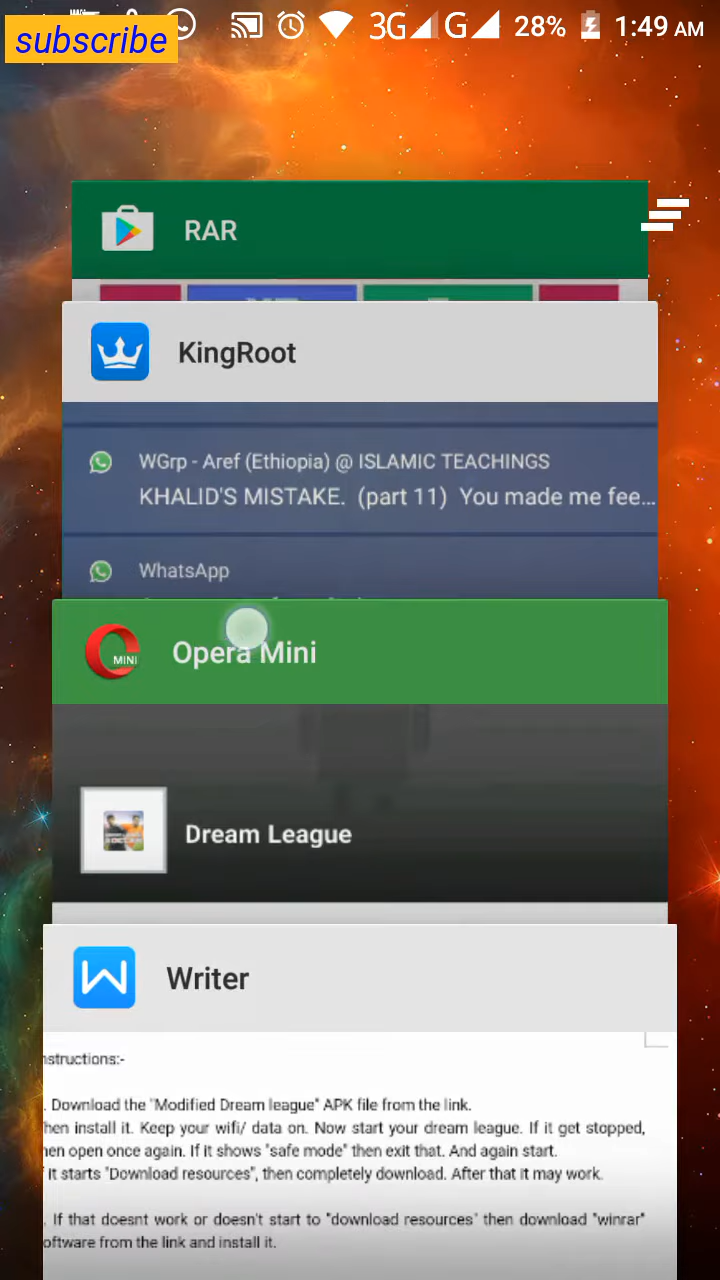 subscribe
3G G 28% 1:49 AM
RAR
KingRoot
WGrp - Aref (Ethiopia) @ ISLAMIC TEACHINGS
KHALID'S MISTAKE. (part 11) You made me fee...
WhatsApp
MINI
Opera Mini
Dream League
Writer
nstructions:-
. Download the "Modified Dream league" APK file from the link.
hen install it. Keep your wifi/ data on. Now start your dream league. If it get stopped,
hen open once again. If it shows "safe mode" then exit that. And again start.
it starts "Download resources", then completely download. After that it may work.
. If that doesnt work or doesn't start to "download resources" then download "winrar"
oftware from the link and install it.